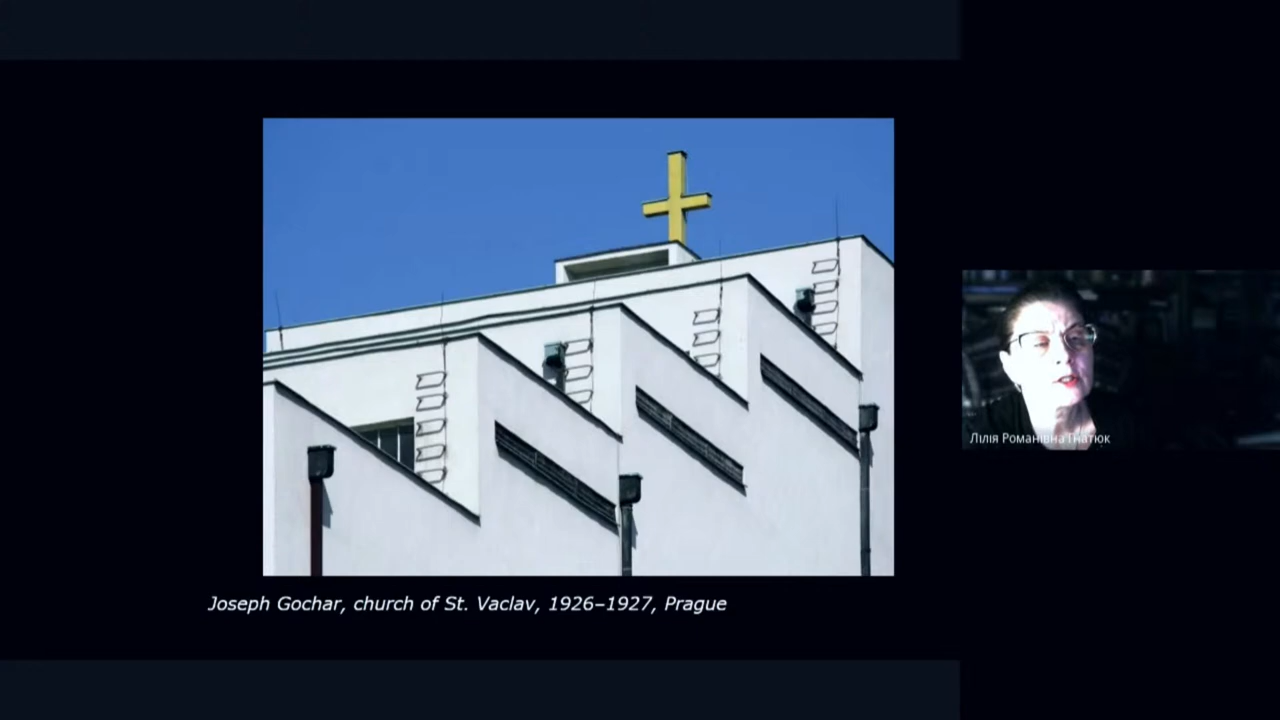 Joseph Gochar, church of St. Vaclav, 1926–1927, Prague
Лілія Романівна Гнатюк